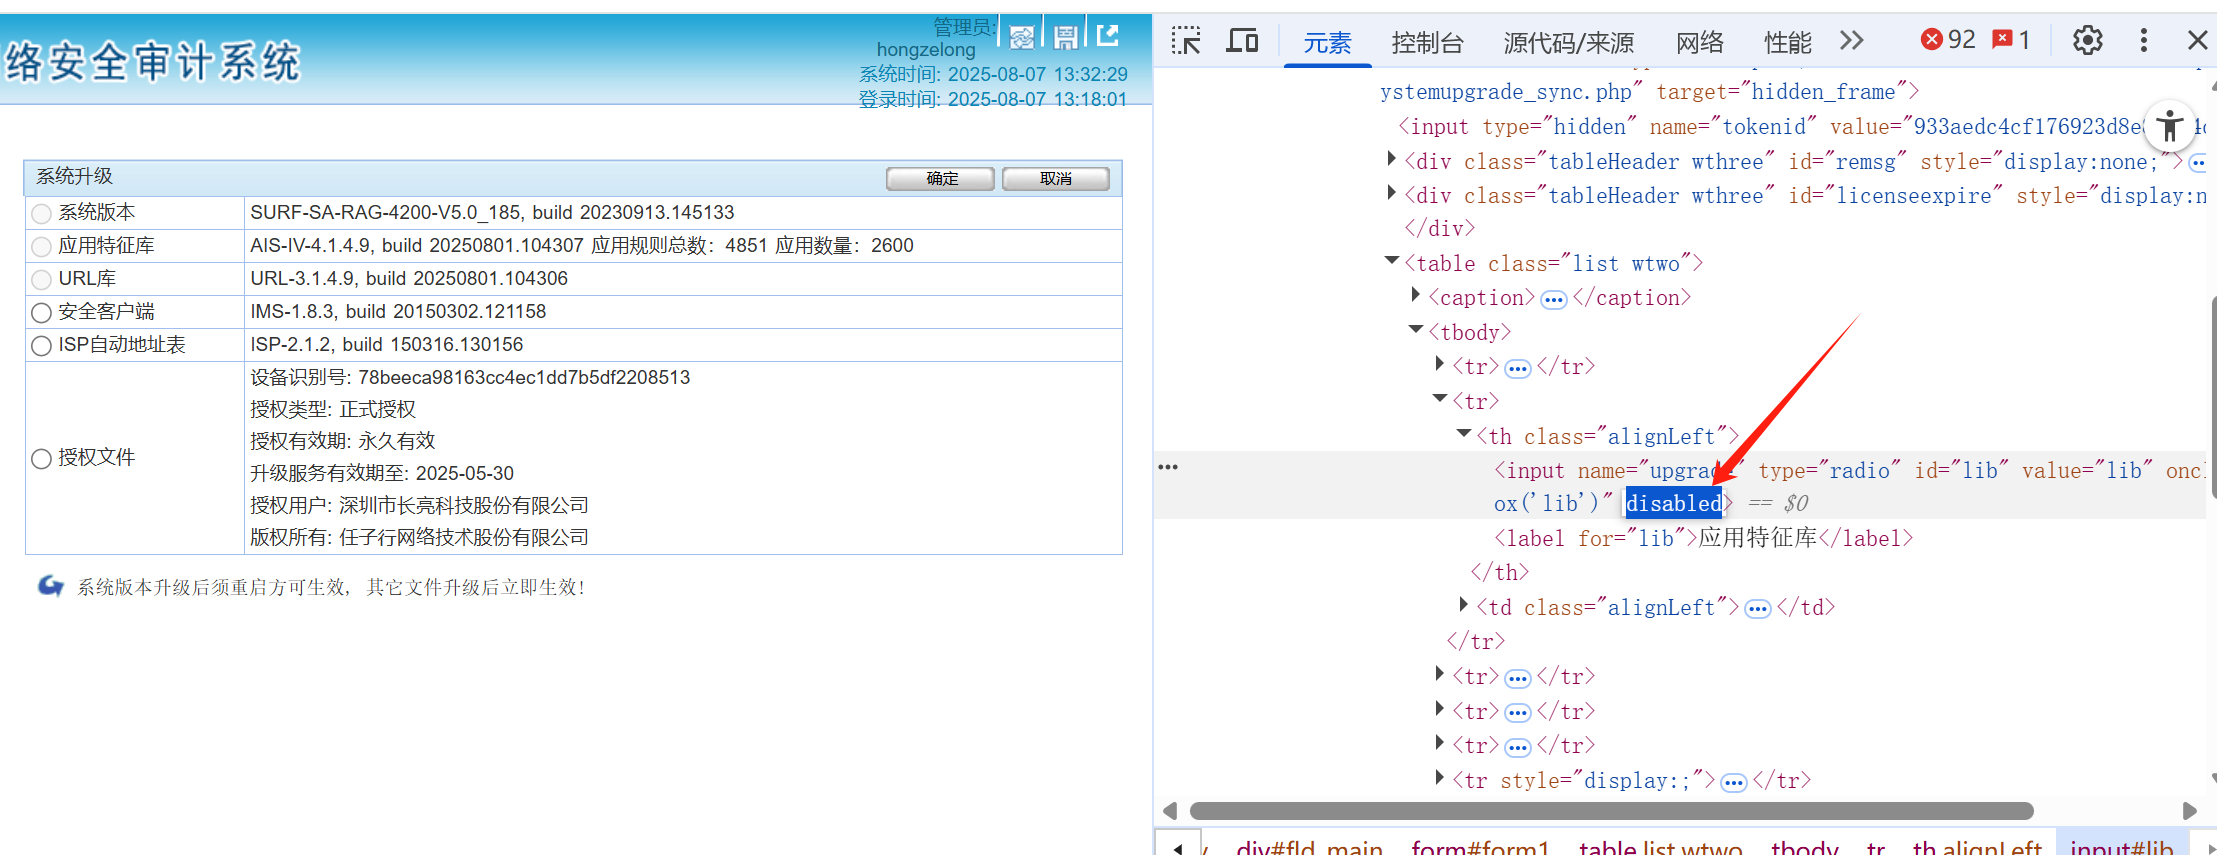 络安全审计系统
管理员:
hongzelong
系统时间: 2025-08-07 13:32:29
登录时间: 2025-08-07 13:18:01
系统升级 确定 取消
系统版本 SURF-SA-RAG-4200-V5.0_185, build 20230913.145133
应用特征库 AIS-IV-4.1.4.9, build 20250801.104307 应用规则总数：4851 应用数量：2600
URL库 URL-3.1.4.9, build 20250801.104306
安全客户端 IMS-1.8.3, build 20150302.121158
ISP自动地址表 ISP-2.1.2, build 150316.130156
授权文件
设备识别号: 78beeca98163cc4ec1dd7b5df2208513
授权类型: 正式授权
授权有效期: 永久有效
升级服务有效期至: 2025-05-30
授权用户: 深圳市长亮科技股份有限公司
版权所有: 任子行网络技术股份有限公司
系统版本升级后须重启方可生效, 其它文件升级后立即生效!
元素 控制台 源代码/来源 网络 性能 92 1
ystemupgrade_sync.php" target="hidden_frame">
<input type="hidden" name="tokenid" value="933aedc4cf176923d8e
<div class="tableHeader wthree" id="remsg" style="display:none;">
<div class="tableHeader wthree" id="licenseexpire" style="display:n
</div>
<table class="list wtwo">
<caption> ⋯ </caption>
<tbody>
<tr> ⋯ </tr>
<tr>
<th class="alignLeft">
<input name="upgrade" type="radio" id="lib" value="lib" oncl
ox('lib')" disabled> == $0
<label for="lib">应用特征库</label>
</th>
<td class="alignLeft"> ⋯ </td>
</tr>
<tr> ⋯ </tr>
<tr> ⋯ </tr>
<tr> ⋯ </tr>
<tr style="display:;"> ⋯ </tr>
div#fld_main form#form1 table.list.wtwo tbody tr th.alignLeft input#lib